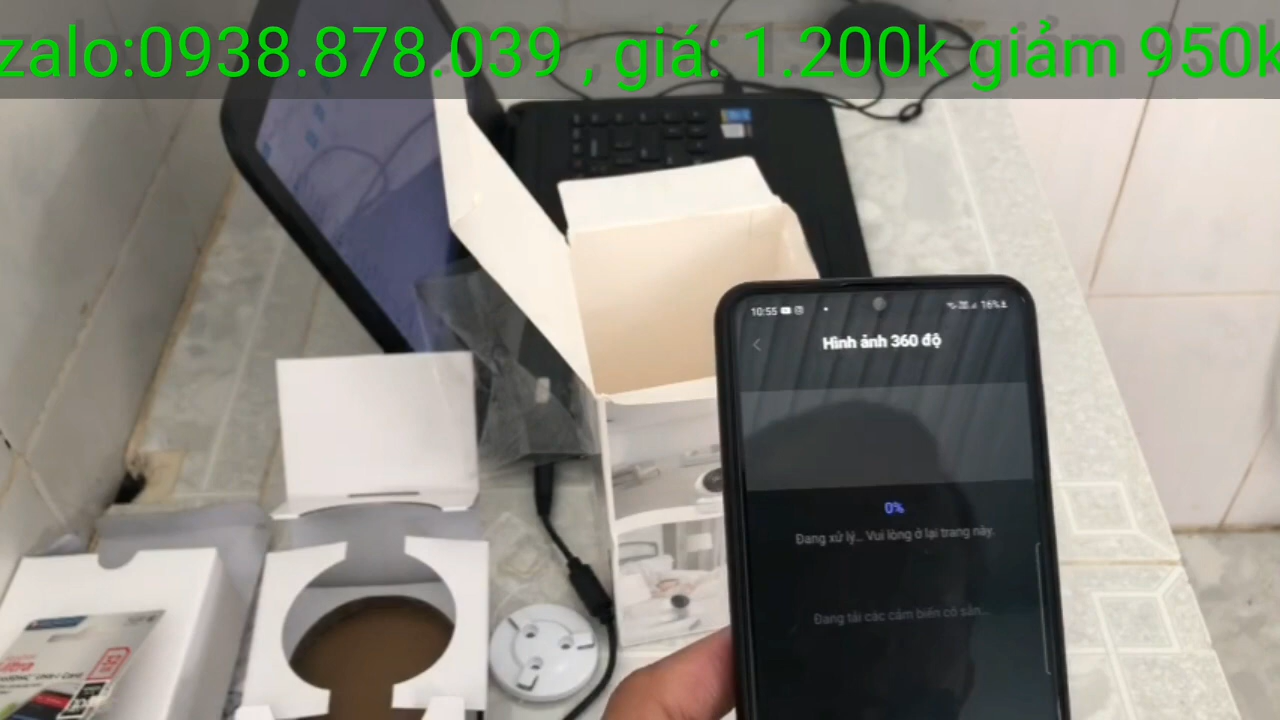 zalo:0938.878.039 , giá: 1.200k giảm 950k
10:55
16%
Hình ảnh 360 độ
0%
Đang xử lý... Vui lòng ở lại trang này.
Đang tải các cảm biến có sẵn...
Ultra